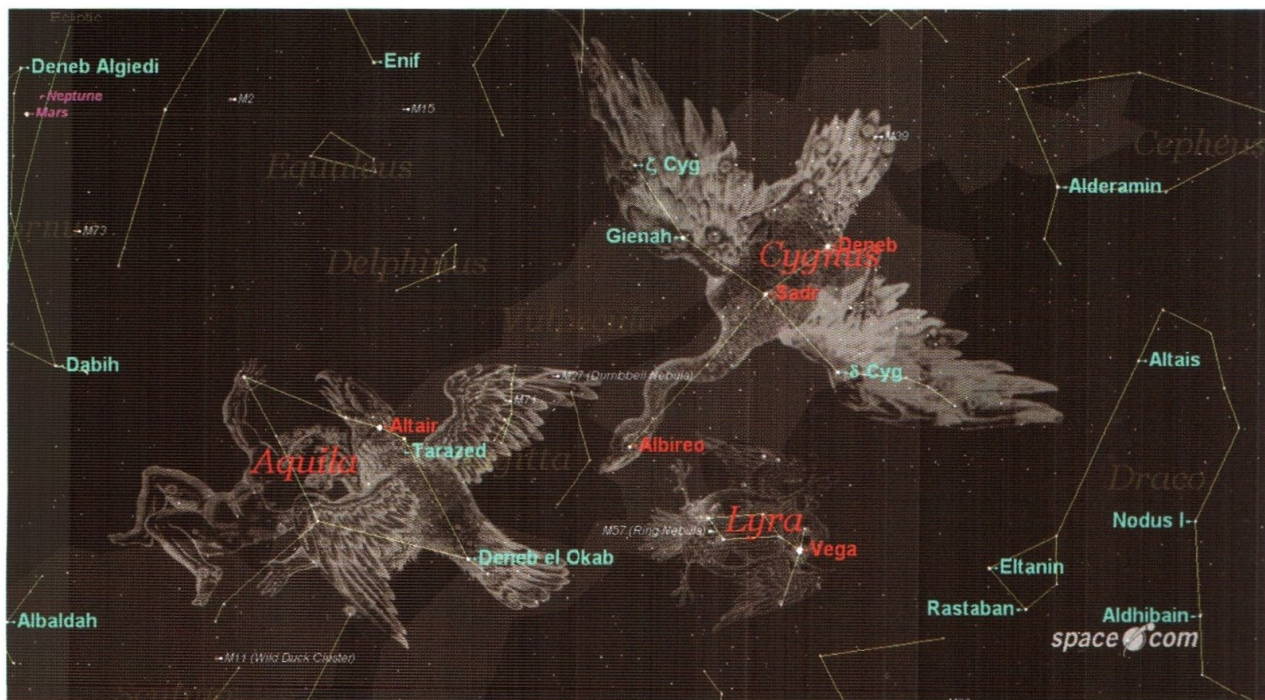 Ecliptic
Deneb Algiedi
Enif
Neptune
Mars
M2
M15
M39
Cepheus
ζ Cyg
Equuleus
Alderamin
M73
Gienah
Deneb
Cygnus
Delphinus
Sadr
Vulpecula
Dabih
Altais
M27 (Dumbbell Nebula)
δ Cyg
M71
Altair
Tarazed
Albireo
Aquila
Draco
Lyra
Nodus I
M57 (Ring Nebula)
Vega
Deneb el Okab
Eltanin
Rastaban
Aldhibain
Albaldah
space.com
M11 (Wild Duck Cluster)